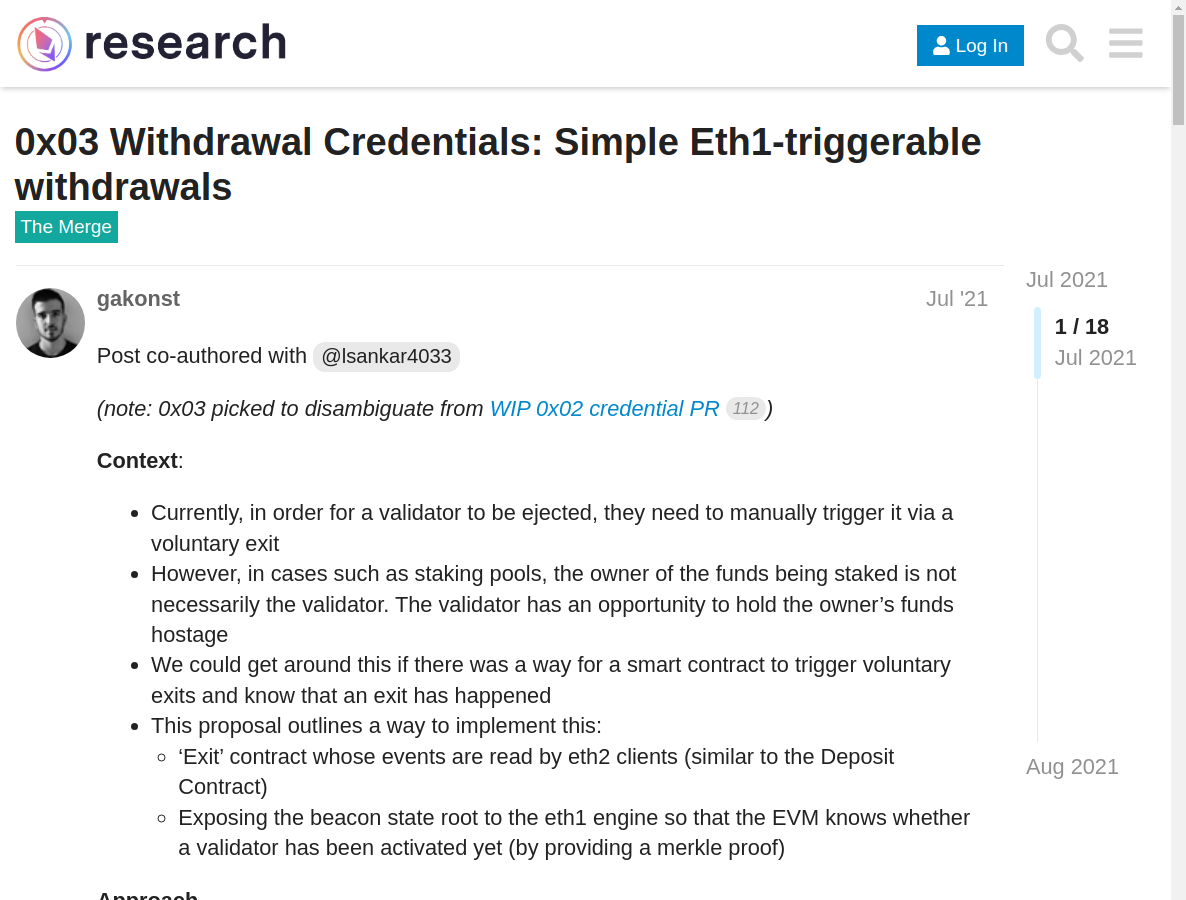 research
Log In
0x03 Withdrawal Credentials: Simple Eth1-triggerable
withdrawals
The Merge
gakonst
Jul '21
Post co-authored with @lsankar4033
(note: 0x03 picked to disambiguate from WIP 0x02 credential PR 112)
Context:
• Currently, in order for a validator to be ejected, they need to manually trigger it via a
voluntary exit
• However, in cases such as staking pools, the owner of the funds being staked is not
necessarily the validator. The validator has an opportunity to hold the owner’s funds
hostage
• We could get around this if there was a way for a smart contract to trigger voluntary
exits and know that an exit has happened
• This proposal outlines a way to implement this:
◦ ‘Exit’ contract whose events are read by eth2 clients (similar to the Deposit
Contract)
◦ Exposing the beacon state root to the eth1 engine so that the EVM knows whether
a validator has been activated yet (by providing a merkle proof)
Approach
Jul 2021
1 / 18
Jul 2021
Aug 2021